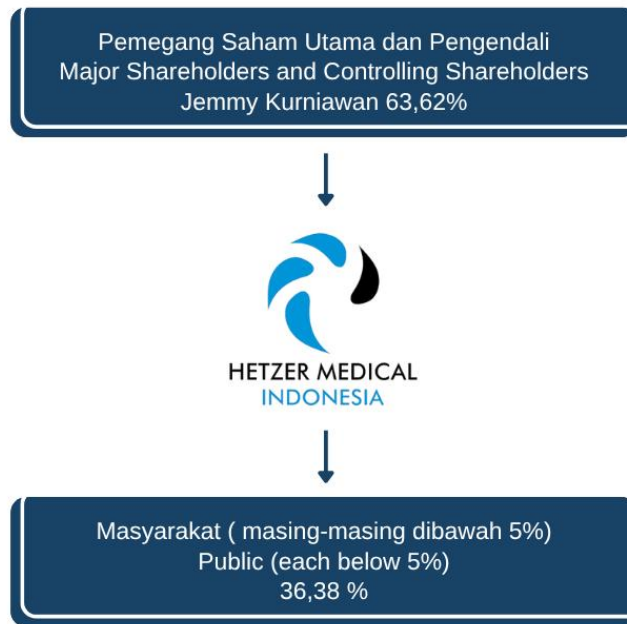 Pemegang Saham Utama dan Pengendali
Major Shareholders and Controlling Shareholders
Jemmy Kurniawan 63,62%
HETZER MEDICAL
INDONESIA
Masyarakat ( masing-masing dibawah 5%)
Public (each below 5%)
36,38 %